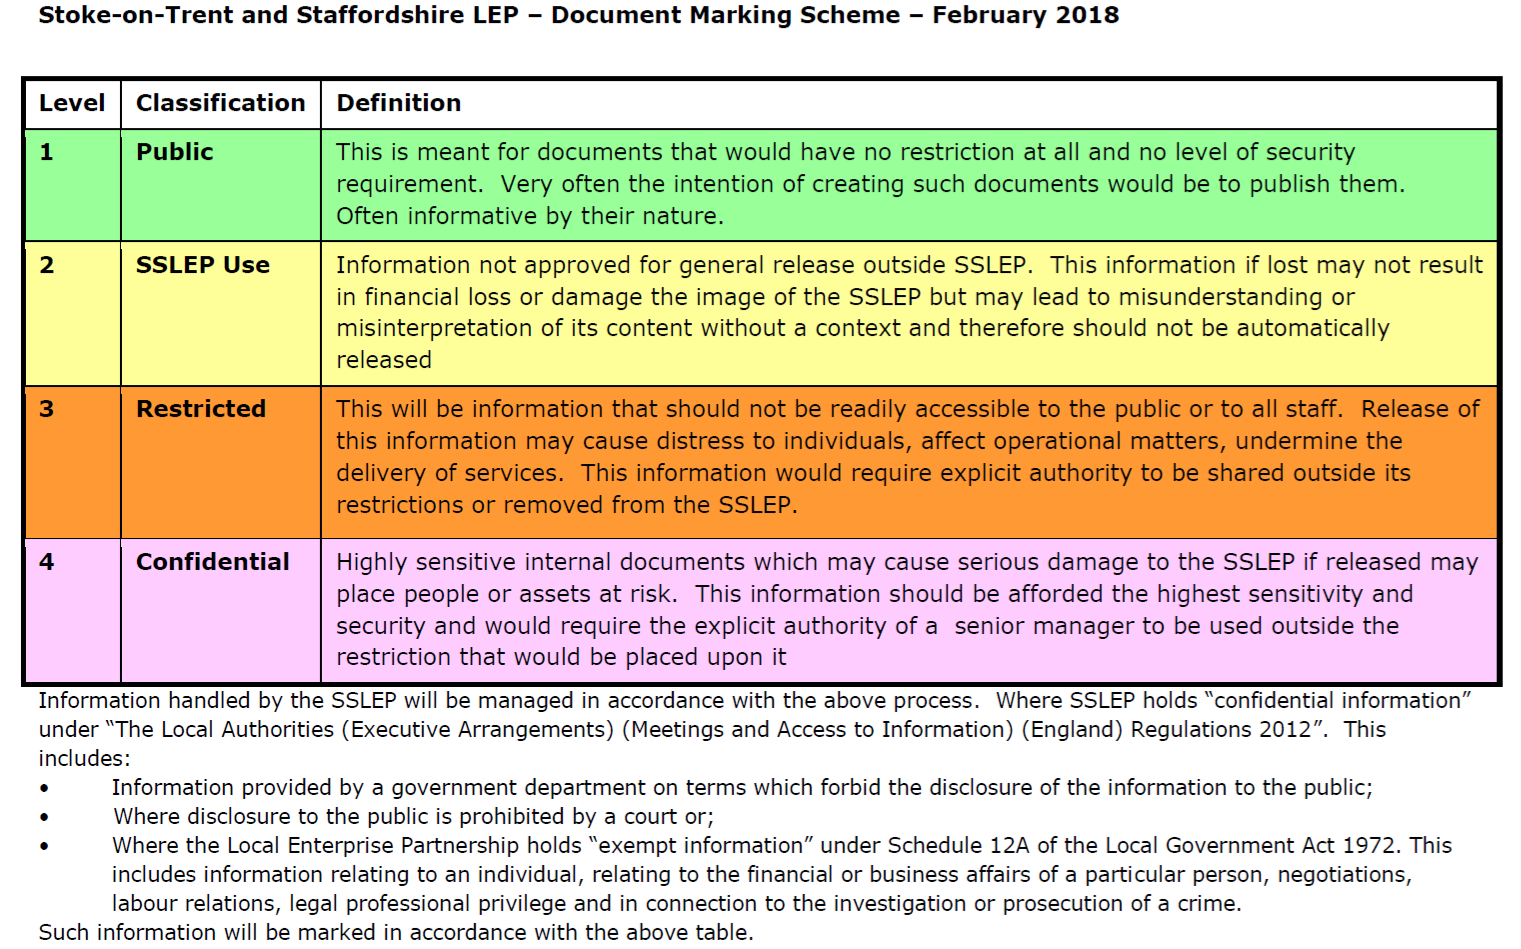 Stoke-on-Trent and Staffordshire LEP – Document Marking Scheme – February 2018
Level Classification Definition
1 Public This is meant for documents that would have no restriction at all and no level of security
requirement.  Very often the intention of creating such documents would be to publish them.
Often informative by their nature.
2 SSLEP Use Information not approved for general release outside SSLEP.  This information if lost may not result
in financial loss or damage the image of the SSLEP but may lead to misunderstanding or
misinterpretation of its content without a context and therefore should not be automatically
released
3 Restricted This will be information that should not be readily accessible to the public or to all staff.  Release of
this information may cause distress to individuals, affect operational matters, undermine the
delivery of services.  This information would require explicit authority to be shared outside its
restrictions or removed from the SSLEP.
4 Confidential Highly sensitive internal documents which may cause serious damage to the SSLEP if released may
place people or assets at risk.  This information should be afforded the highest sensitivity and
security and would require the explicit authority of a  senior manager to be used outside the
restriction that would be placed upon it
Information handled by the SSLEP will be managed in accordance with the above process.  Where SSLEP holds “confidential information”
under “The Local Authorities (Executive Arrangements) (Meetings and Access to Information) (England) Regulations 2012”.  This
includes:
• Information provided by a government department on terms which forbid the disclosure of the information to the public;
• Where disclosure to the public is prohibited by a court or;
• Where the Local Enterprise Partnership holds “exempt information” under Schedule 12A of the Local Government Act 1972. This
includes information relating to an individual, relating to the financial or business affairs of a particular person, negotiations,
labour relations, legal professional privilege and in connection to the investigation or prosecution of a crime.
Such information will be marked in accordance with the above table.